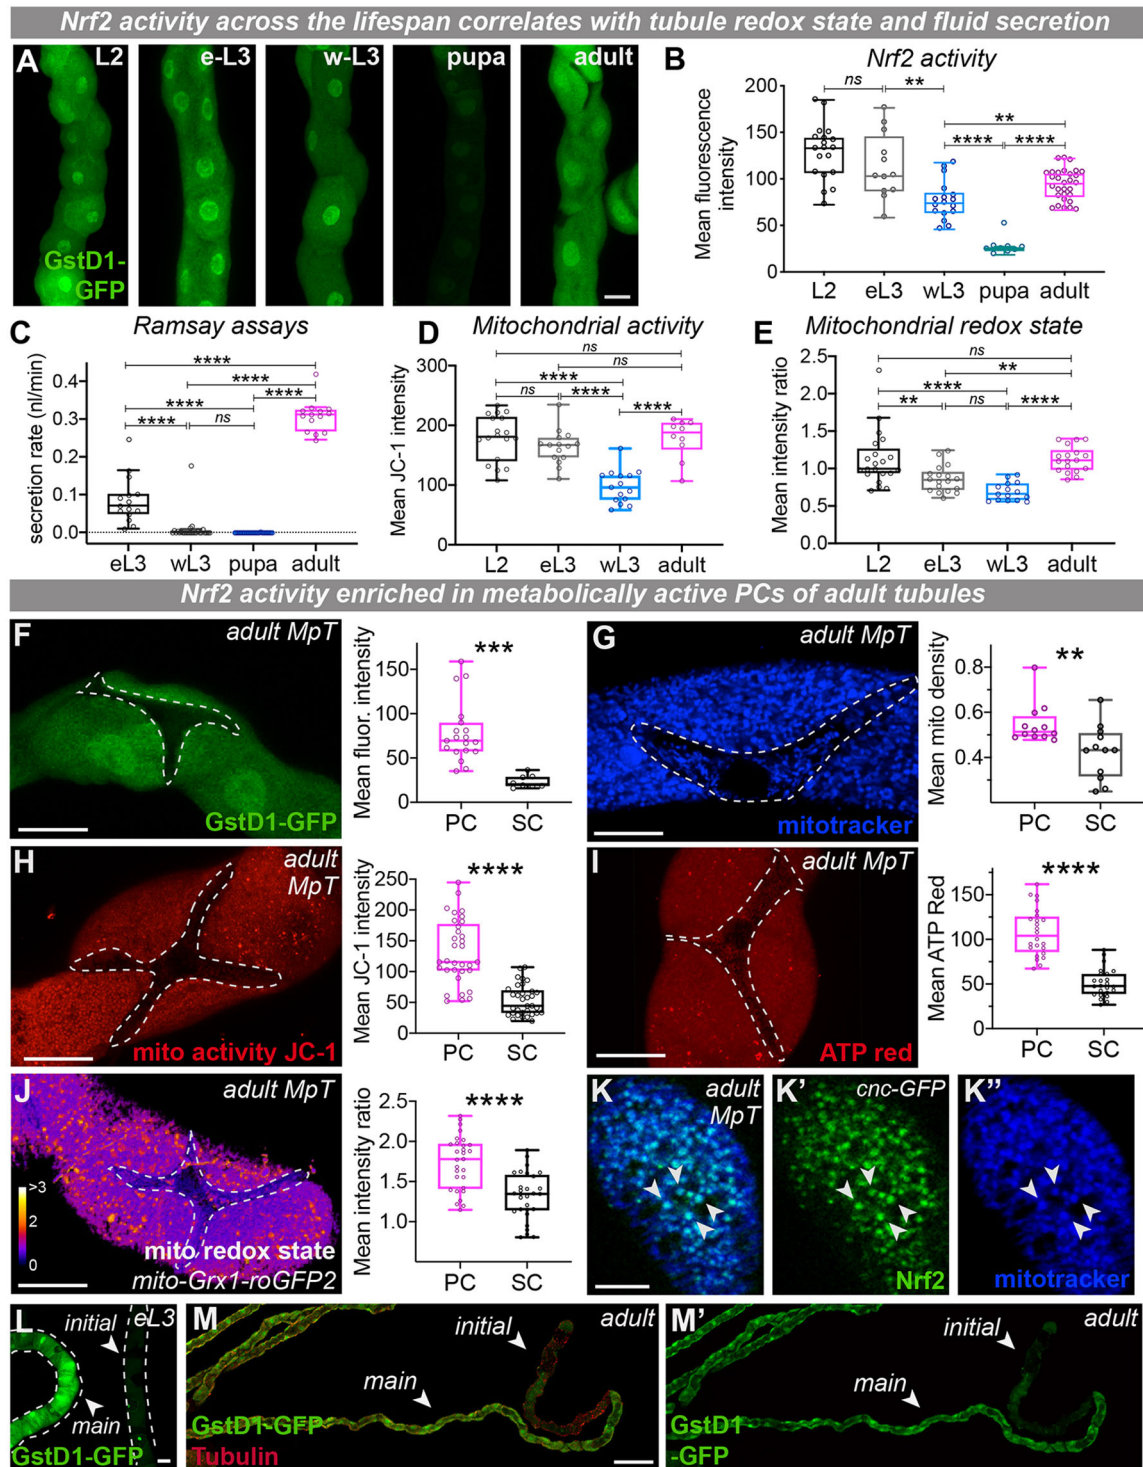 Nrf2 activity across the lifespan correlates with tubule redox state and fluid secretion
A
L2
e-L3
w-L3
pupa
adult
GstD1-
GFP
B
Nrf2 activity
Mean fluorescence
intensity
200
150
100
50
0
ns
**
**
****
****
L2
eL3
wL3
pupa
adult
C
Ramsay assays
secretion rate (nl/min)
0.4
0.3
0.2
0.1
0.0
****
****
****
****
****
ns
eL3
wL3
pupa
adult
D
Mitochondrial activity
Mean JC-1 intensity
300
200
100
0
ns
ns
****
ns
****
****
L2
eL3
wL3
adult
E
Mitochondrial redox state
Mean intensity ratio
2.5
2.0
1.5
1.0
0.5
0.0
ns
**
****
**
ns
****
L2
eL3
wL3
adult
Nrf2 activity enriched in metabolically active PCs of adult tubules
F
adult MpT
GstD1-GFP
Mean fluor. intensity
150
100
50
0
***
PC
SC
G
adult MpT
mitotracker
Mean mito density
0.8
0.6
0.4
**
PC
SC
H
adult
MpT
mito activity JC-1
Mean JC-1 intensity
250
200
150
100
50
0
****
PC
SC
I
adult MpT
ATP red
Mean ATP Red
150
100
50
0
****
PC
SC
J
adult MpT
>3
2
0
mito redox state
mito-Grx1-roGFP2
Mean intensity ratio
2.5
2.0
1.5
1.0
****
PC
SC
K
adult
MpT
K'
cnc-GFP
Nrf2
K"
mitotracker
L
initial
eL3
main
GstD1-GFP
M
adult
initial
main
GstD1-GFP
Tubulin
M'
adult
initial
main
GstD1
-GFP